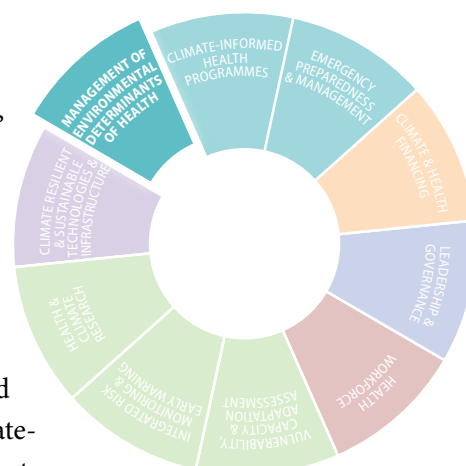 MANAGEMENT OF
ENVIRONMENTAL
DETERMINANTS
OF HEALTH
CLIMATE-INFORMED
HEALTH
PROGRAMMES
EMERGENCY
PREPAREDNESS
& MANAGEMENT
CLIMATE & HEALTH
FINANCING
LEADERSHIP &
GOVERNANCE
HEALTH
WORKFORCE
VULNERABILITY,
CAPACITY &
ADAPTATION
ASSESSMENT
INTEGRATED RISK
MONITORING &
EARLY WARNING
HEALTH &
CLIMATE
RESEARCH
CLIMATE RESILIENT
& SUSTAINABLE
TECHNOLOGIES &
INFRASTRUCTURE
,
d
ate-